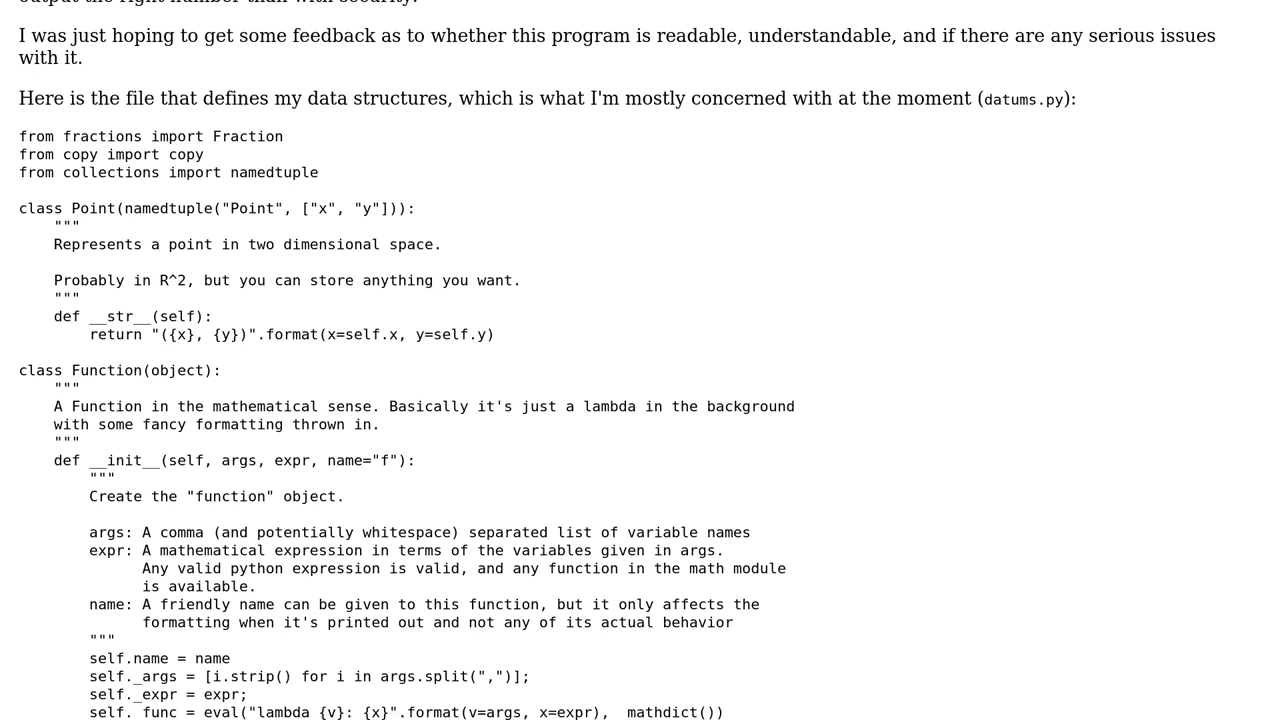 output the right number than with security.
I was just hoping to get some feedback as to whether this program is readable, understandable, and if there are any serious issues
with it.
Here is the file that defines my data structures, which is what I'm mostly concerned with at the moment (datums.py):
from fractions import Fraction
from copy import copy
from collections import namedtuple
class Point(namedtuple("Point", ["x", "y"])):
    """
    Represents a point in two dimensional space.
    Probably in R^2, but you can store anything you want.
    """
    def __str__(self):
        return "({x}, {y})".format(x=self.x, y=self.y)
class Function(object):
    """
    A Function in the mathematical sense. Basically it's just a lambda in the background
    with some fancy formatting thrown in.
    """
    def __init__(self, args, expr, name="f"):
        """
        Create the "function" object.
        args: A comma (and potentially whitespace) separated list of variable names
        expr: A mathematical expression in terms of the variables given in args.
              Any valid python expression is valid, and any function in the math module
              is available.
        name: A friendly name can be given to this function, but it only affects the
              formatting when it's printed out and not any of its actual behavior
        """
        self.name = name
        self._args = [i.strip() for i in args.split(",")];
        self._expr = expr;
        self._func = eval("lambda {v}: {x}".format(v=args, x=expr), _mathdict())